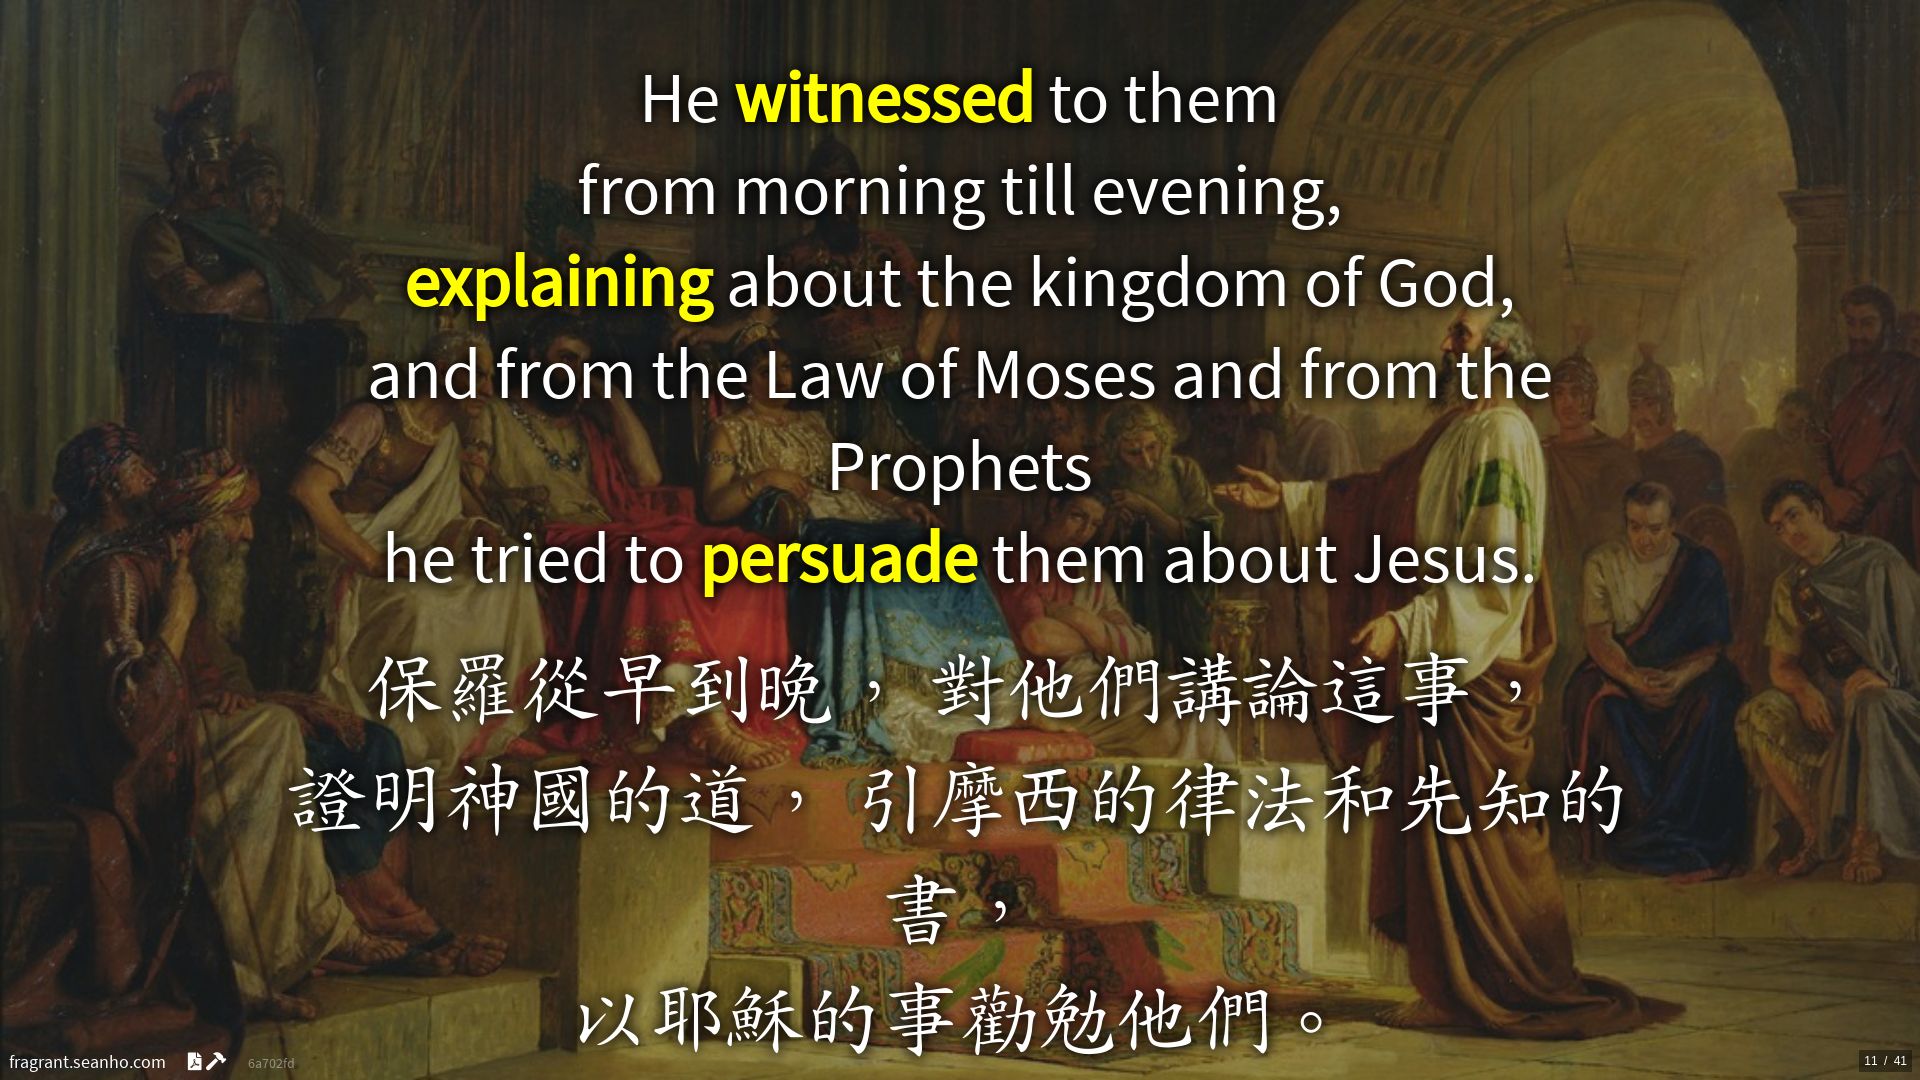 He witnessed to them
from morning till evening,
explaining about the kingdom of God,
and from the Law of Moses and from the
Prophets
he tried to persuade them about Jesus.
保羅從早到晚， 對他們講論這事，
證明神國的道， 引摩西的律法和先知的
書，
以耶穌的事勸勉他們。
fragrant.seanho.com 6a702fd
11 / 41